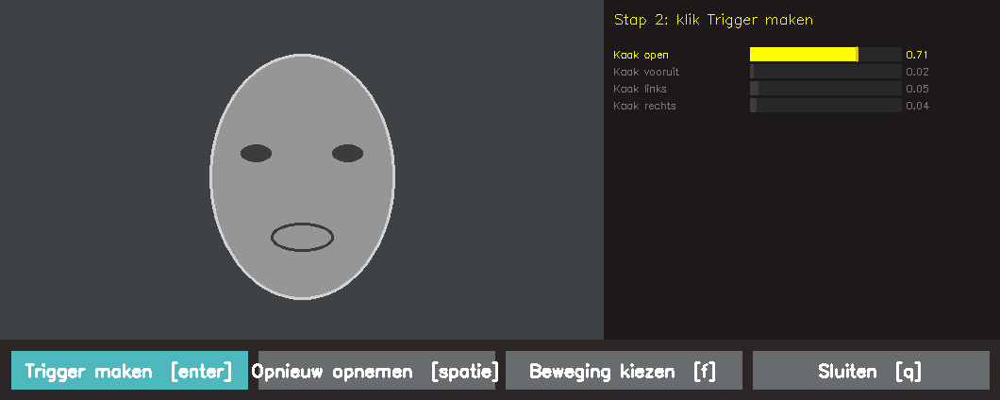 Stap 2: klik Trigger maken
Kaak open 0.71
Kaak vooruit 0.02
Kaak links 0.05
Kaak rechts 0.04
Trigger maken [enter] Opnieuw opnemen [spatie] Beweging kiezen [f] Sluiten [q]